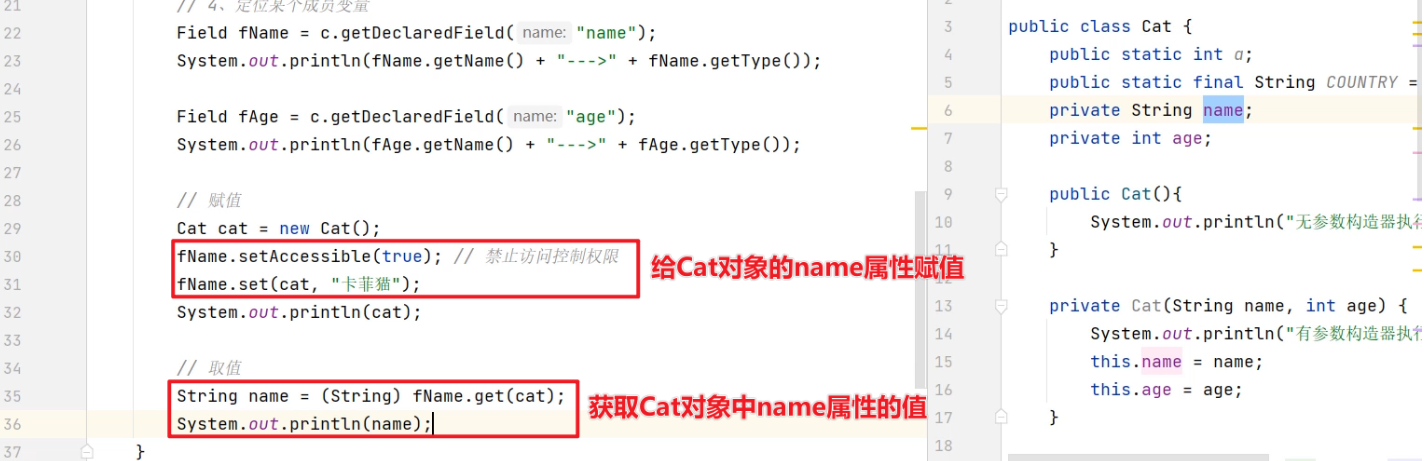 21 // 4、定位某个成员变量
22 Field fName = c.getDeclaredField( name: "name");
23 System.out.println(fName.getName() + "--->" + fName.getType());
24
25 Field fAge = c.getDeclaredField( name: "age");
26 System.out.println(fAge.getName() + "--->" + fAge.getType());
27
28 // 赋值
29 Cat cat = new Cat();
30 fName.setAccessible(true); // 禁止访问控制权限
31 fName.set(cat, "卡菲猫");
给Cat对象的name属性赋值
32 System.out.println(cat);
33
34 // 取值
35 String name = (String) fName.get(cat);
36 System.out.println(name);
获取Cat对象中name属性的值
37 }
2
3 public class Cat {
4 public static int a;
5 public static final String COUNTRY =
6 private String name;
7 private int age;
8
9 public Cat(){
10 System.out.println("无参数构造器执行
11 }
12
13 private Cat(String name, int age) {
14 System.out.println("有参数构造器执行
15 this.name = name;
16 this.age = age;
17 }
18